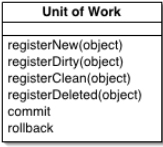 Unit of Work
registerNew(object)
registerDirty(object)
registerClean(object)
registerDeleted(object)
commit
rollback